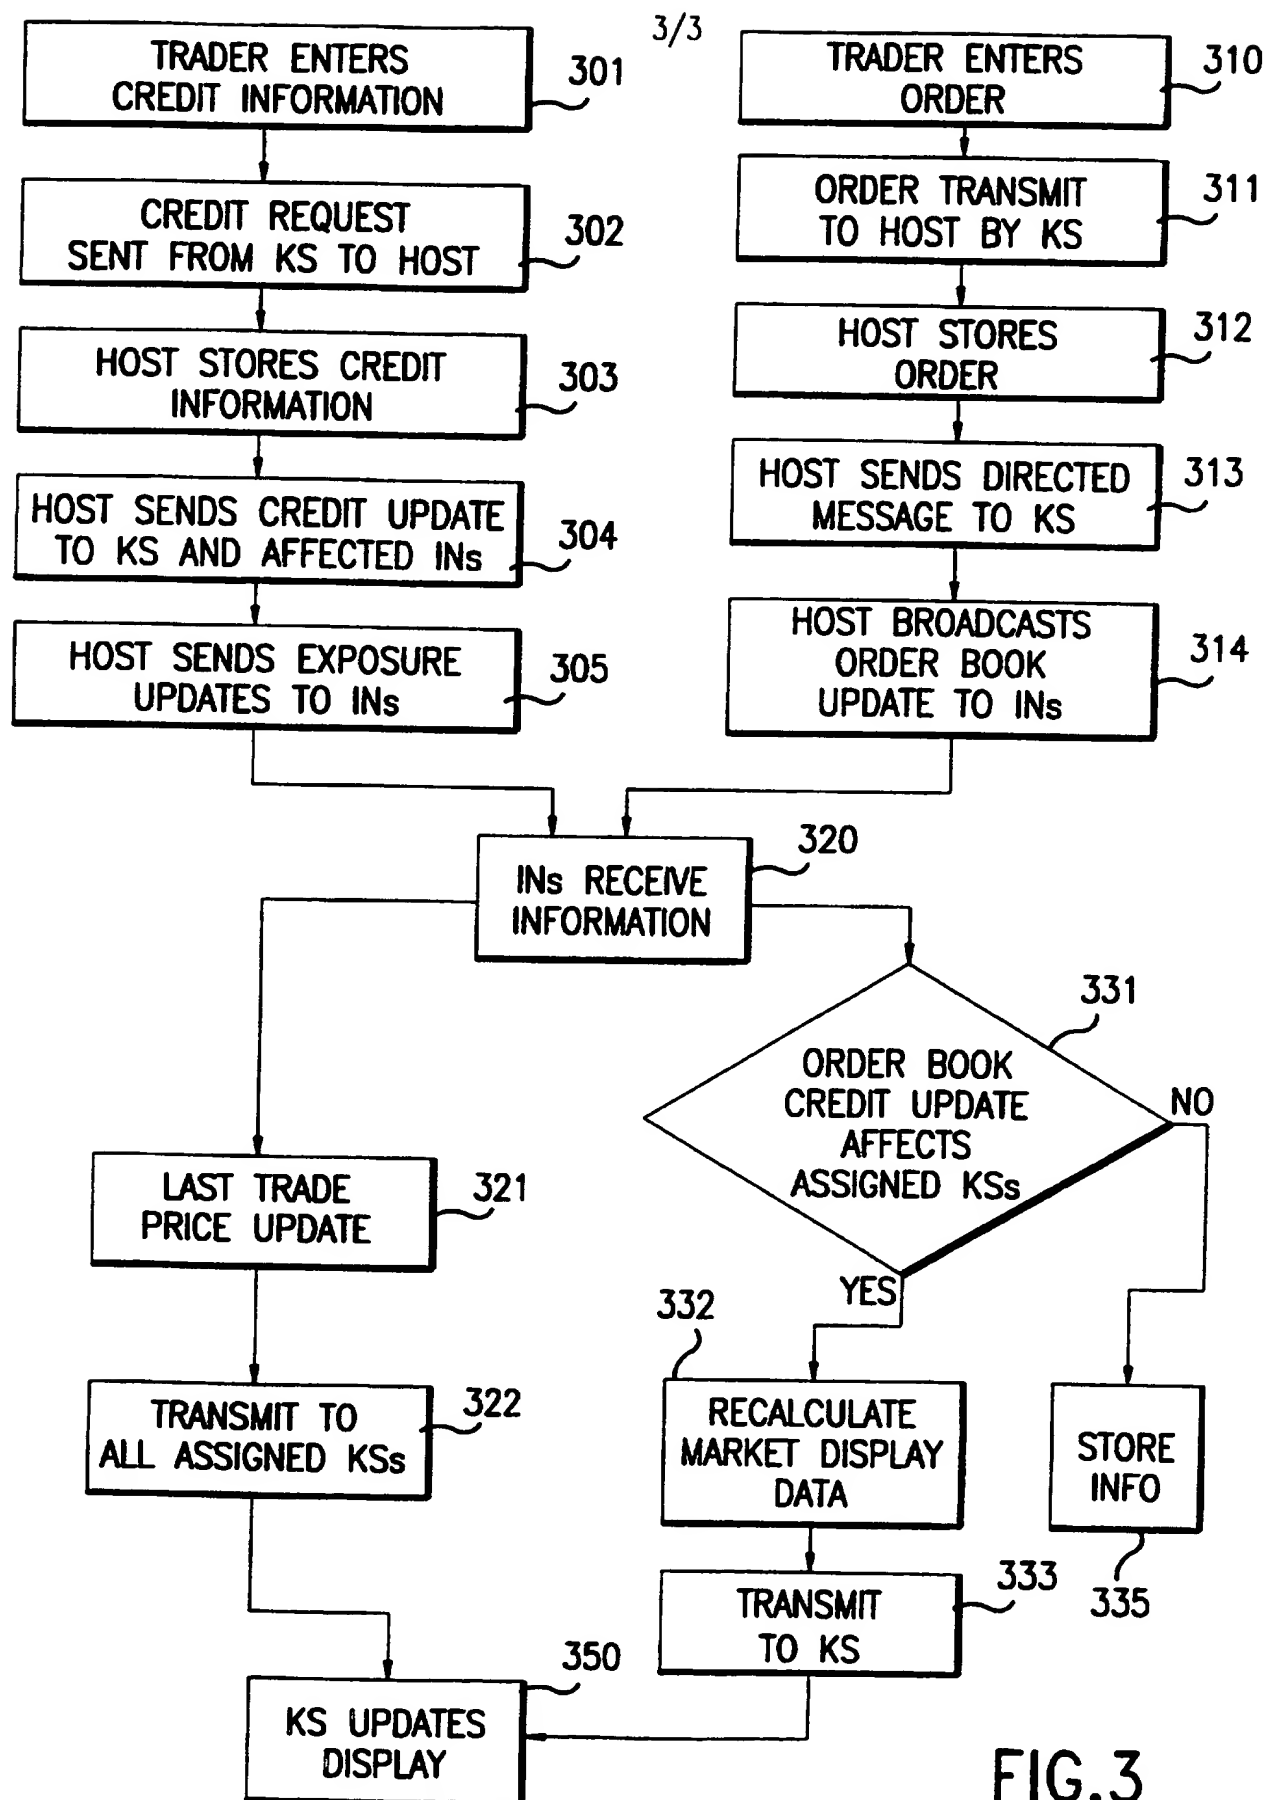 3/3
TRADER ENTERS
CREDIT INFORMATION
301
CREDIT REQUEST
SENT FROM KS TO HOST
302
HOST STORES CREDIT
INFORMATION
303
HOST SENDS CREDIT UPDATE
TO KS AND AFFECTED INs
304
HOST SENDS EXPOSURE
UPDATES TO INs
305
TRADER ENTERS
ORDER
310
ORDER TRANSMIT
TO HOST BY KS
311
HOST STORES
ORDER
312
HOST SENDS DIRECTED
MESSAGE TO KS
313
HOST BROADCASTS
ORDER BOOK
UPDATE TO INs
314
INs RECEIVE
INFORMATION
320
LAST TRADE
PRICE UPDATE
321
TRANSMIT TO
ALL ASSIGNED KSs
322
ORDER BOOK
CREDIT UPDATE
AFFECTS
ASSIGNED KSs
331
NO
YES
332
RECALCULATE
MARKET DISPLAY
DATA
STORE
INFO
335
TRANSMIT
TO KS
333
KS UPDATES
DISPLAY
350
FIG.3